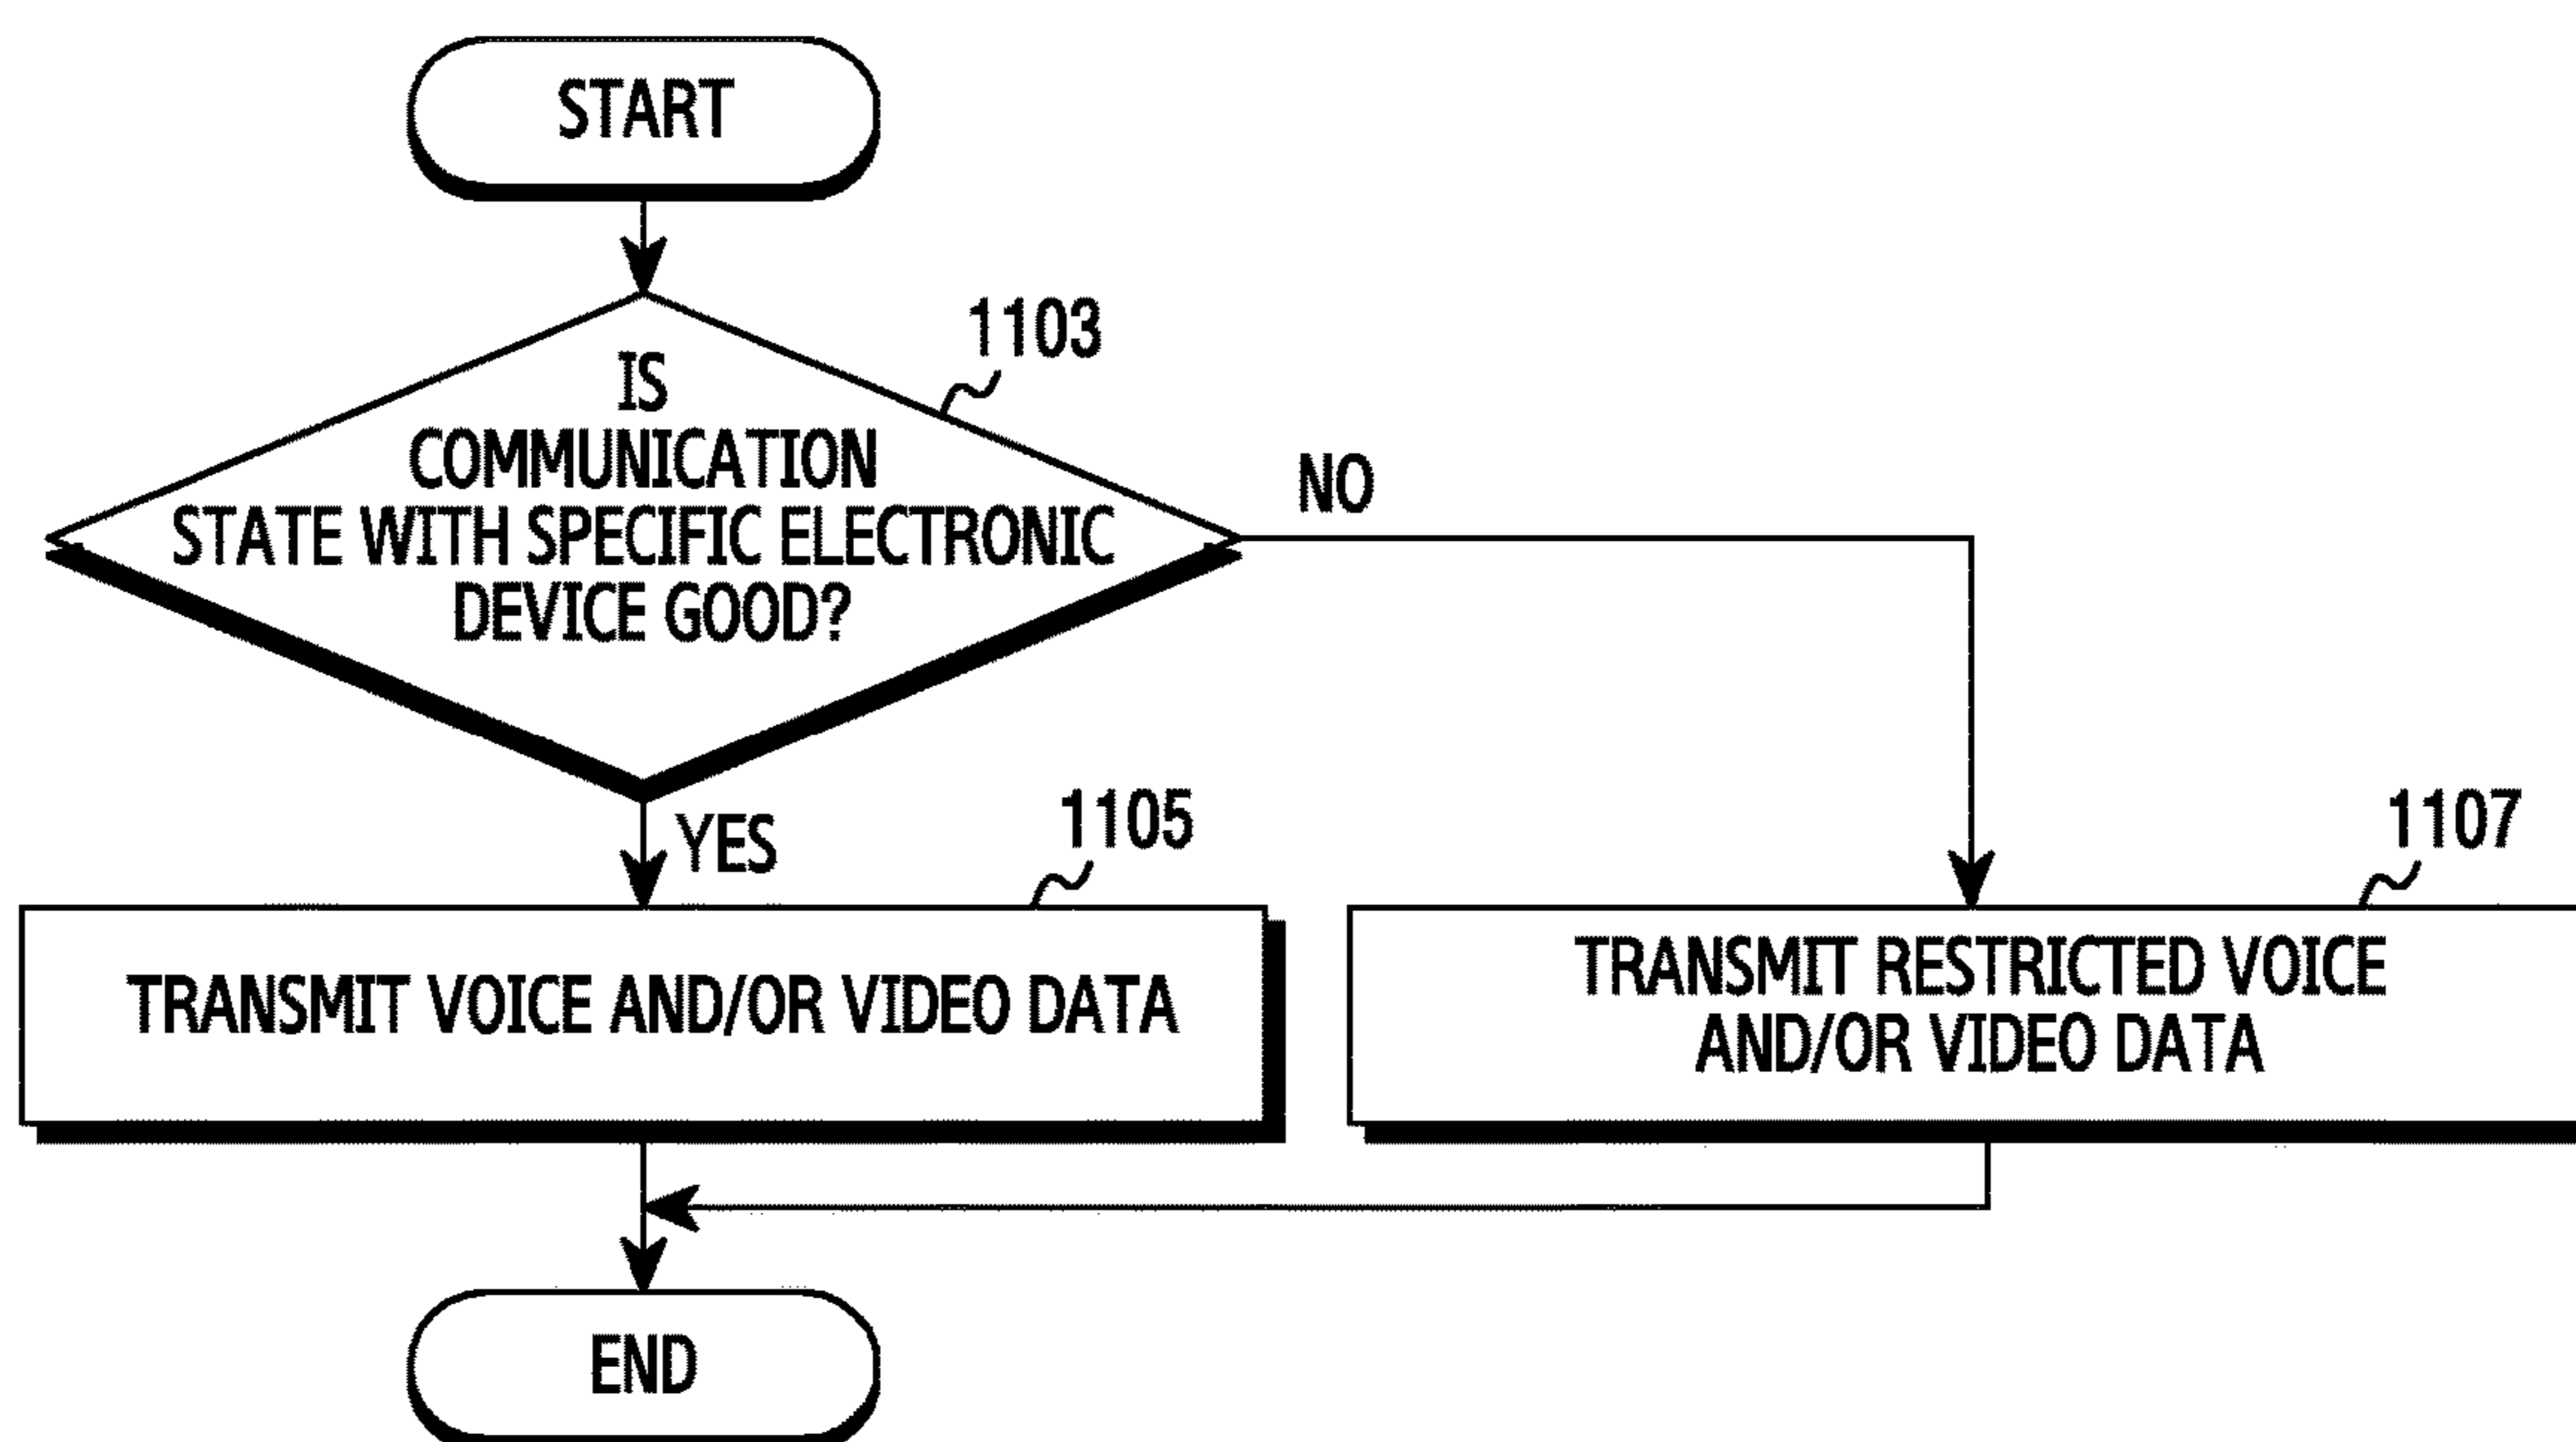 START
1103
IS
COMMUNICATION
STATE WITH SPECIFIC ELECTRONIC
DEVICE GOOD?
NO
YES
1105
TRANSMIT VOICE AND/OR VIDEO DATA
1107
TRANSMIT RESTRICTED VOICE
AND/OR VIDEO DATA
END